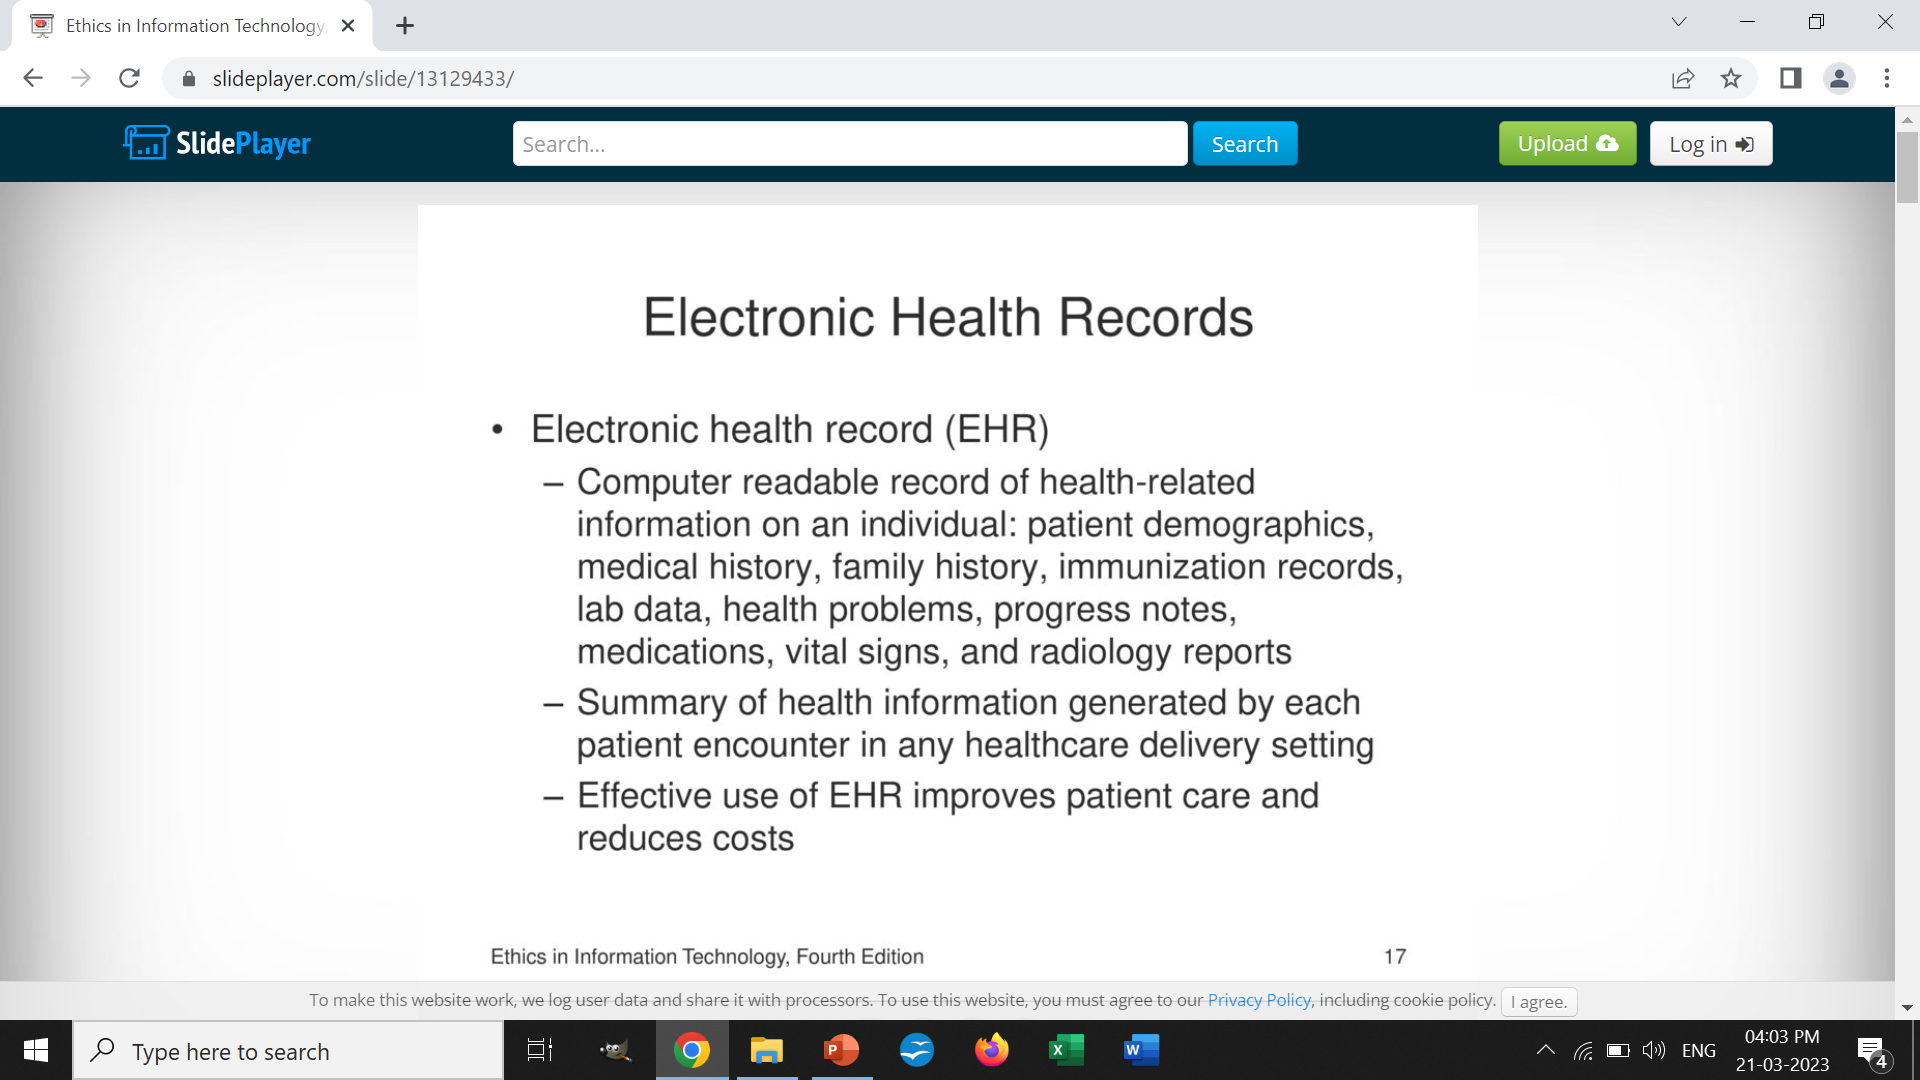 Ethics in Information Technology,
slideplayer.com/slide/13129433/
SlidePlayer
Search...
Search
Upload
Log in
Electronic Health Records
• Electronic health record (EHR)
– Computer readable record of health-related
information on an individual: patient demographics,
medical history, family history, immunization records,
lab data, health problems, progress notes,
medications, vital signs, and radiology reports
– Summary of health information generated by each
patient encounter in any healthcare delivery setting
– Effective use of EHR improves patient care and
reduces costs
Ethics in Information Technology, Fourth Edition
17
To make this website work, we log user data and share it with processors. To use this website, you must agree to our Privacy Policy, including cookie policy.
I agree.
Type here to search
ENG
04:03 PM
21-03-2023
4